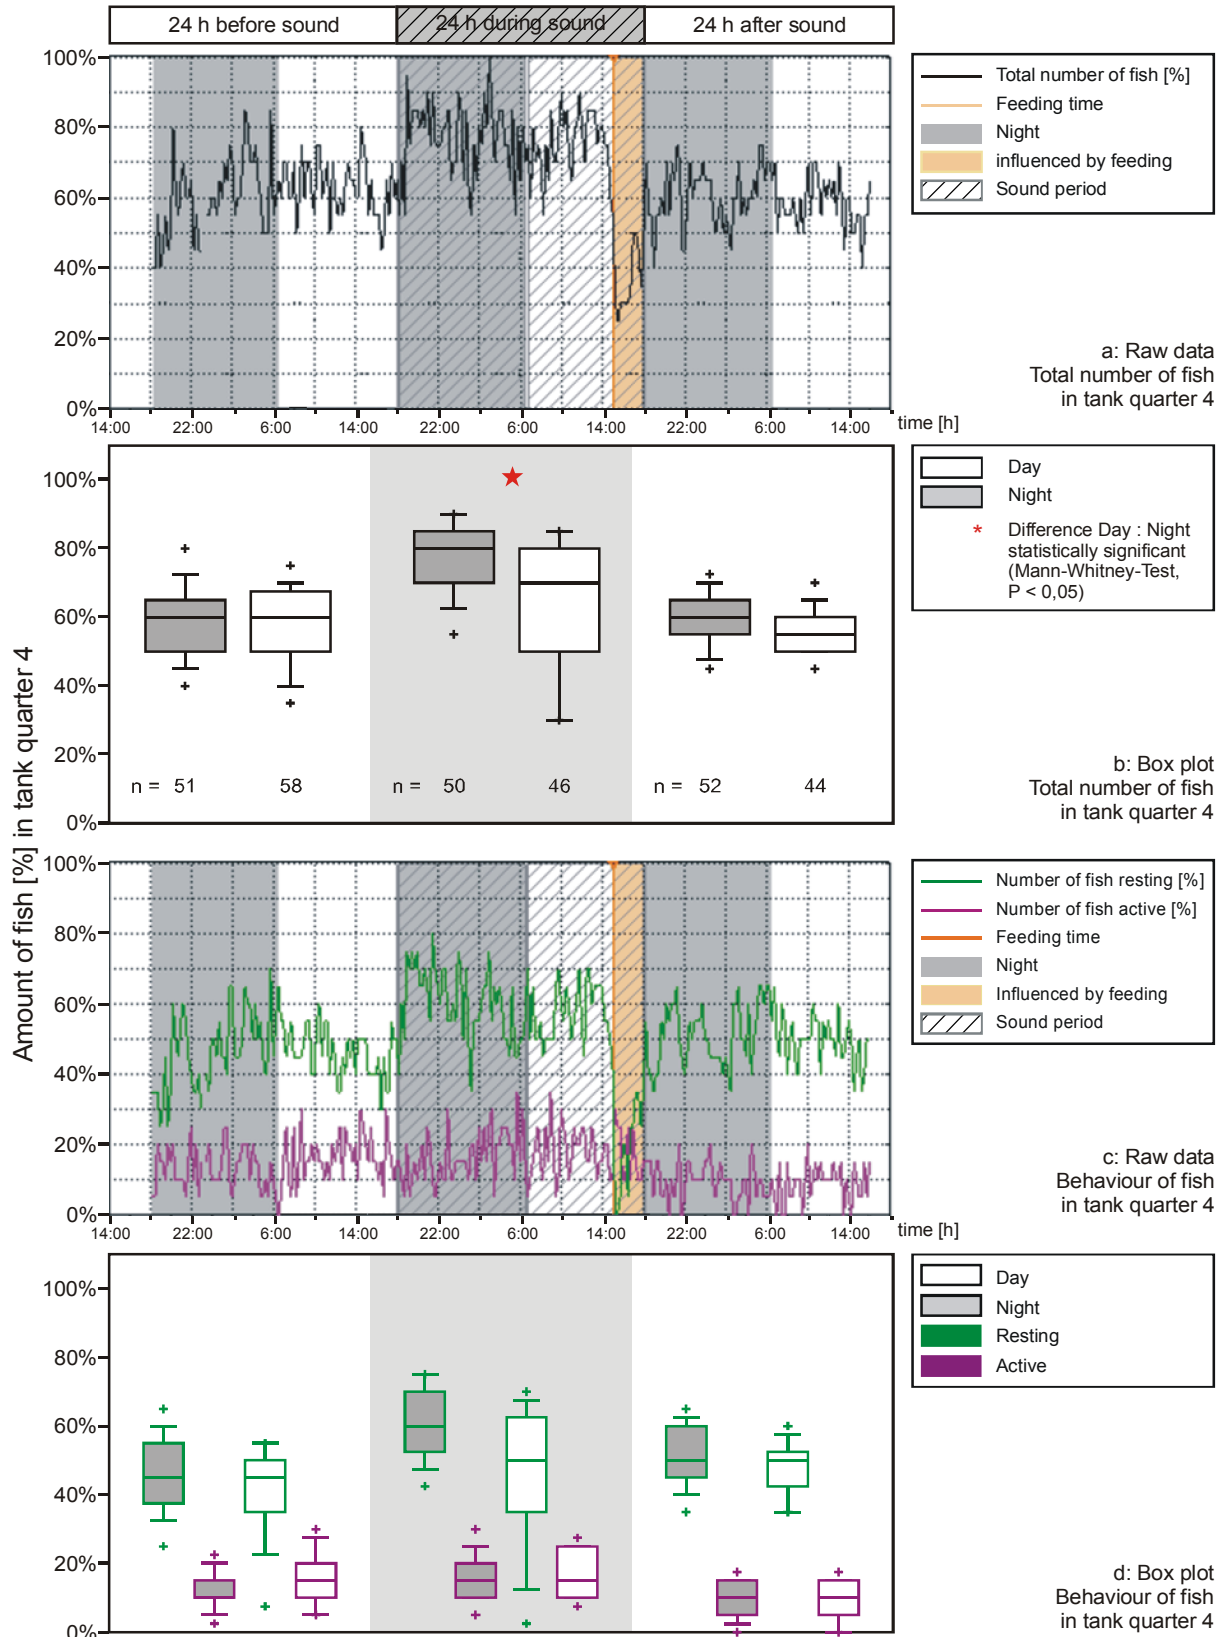 24 h before sound
24 h during sound
24 h after sound
Amount of fish [%] in tank quarter 4
100%
80%
60%
40%
20%
0%
14:00
22:00
6:00
14:00
22:00
6:00
14:00
22:00
6:00
14:00
time [h]
Total number of fish [%]
Feeding time
Night
influenced by feeding
Sound period
a: Raw data
Total number of fish
in tank quarter 4
100%
80%
60%
40%
20%
0%
n = 51
58
n = 50
46
n = 52
44
Day
Night
* Difference Day : Night
statistically significant
(Mann-Whitney-Test,
P < 0,05)
b: Box plot
Total number of fish
in tank quarter 4
100%
80%
60%
40%
20%
0%
14:00
22:00
6:00
14:00
22:00
6:00
14:00
22:00
6:00
14:00
time [h]
Number of fish resting [%]
Number of fish active [%]
Feeding time
Night
Influenced by feeding
Sound period
c: Raw data
Behaviour of fish
in tank quarter 4
100%
80%
60%
40%
20%
0%
Day
Night
Resting
Active
d: Box plot
Behaviour of fish
in tank quarter 4